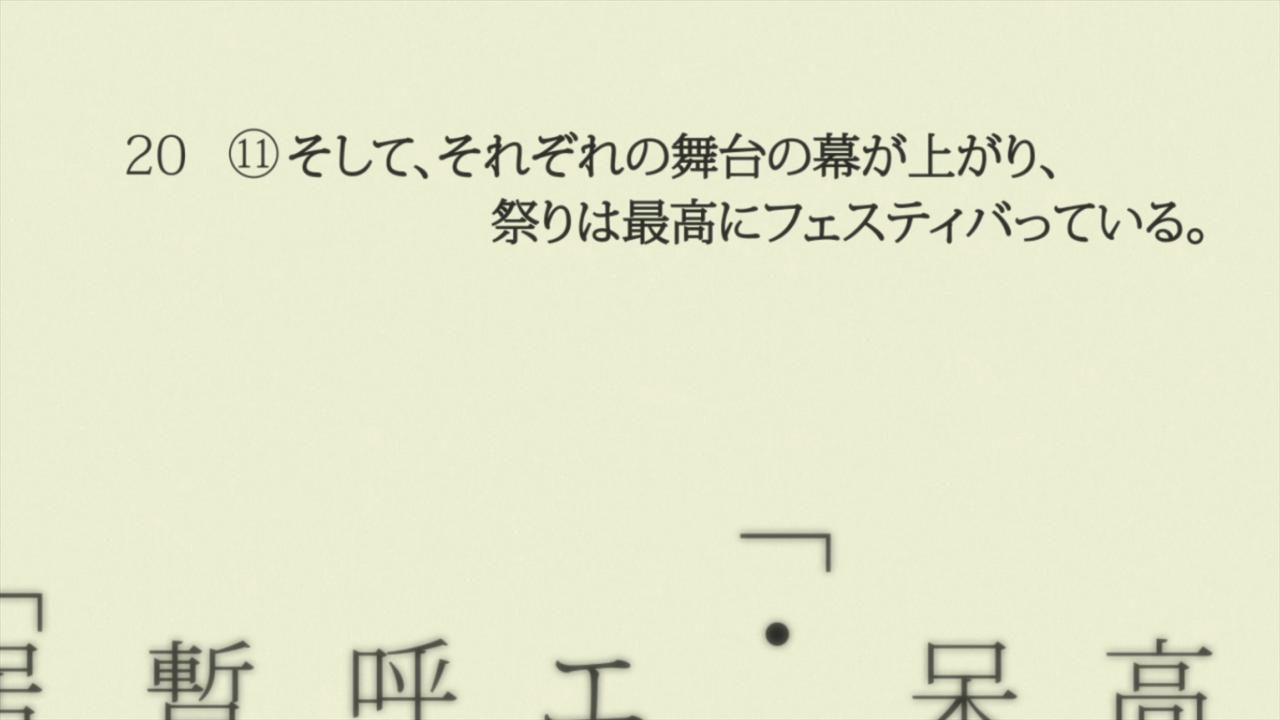 20 ⑪そして、それぞれの舞台の幕が上がり、
祭りは最高にフェスティバっている。
高
呆
「・
エ
呼
暫
「